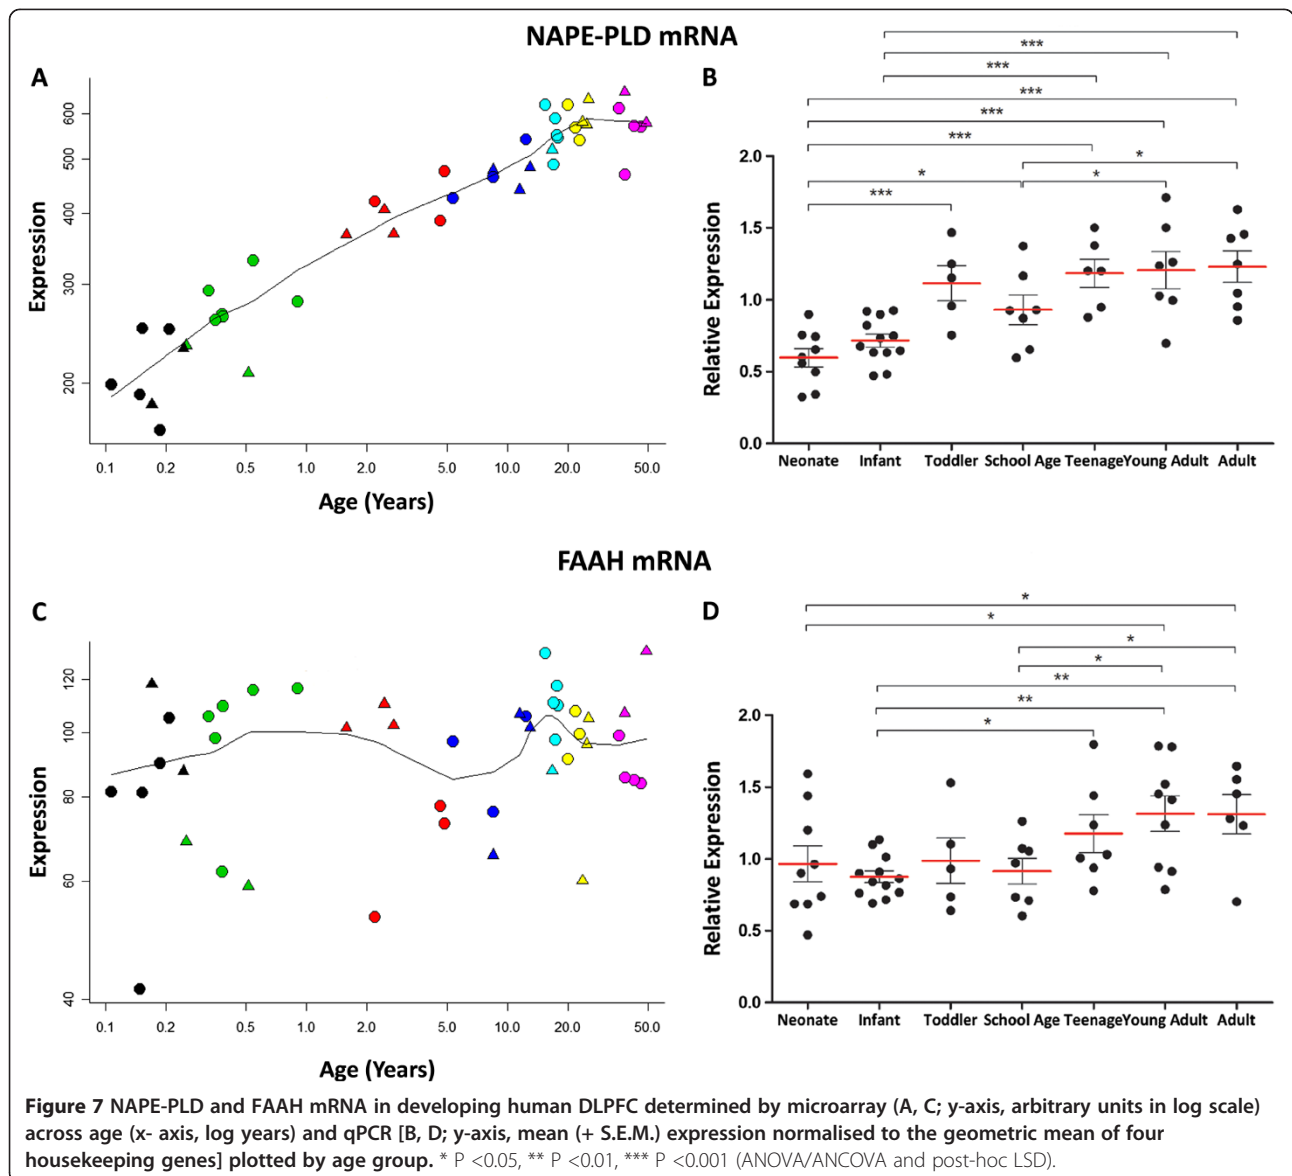 NAPE-PLD mRNA
A
Expression
600
500
400
300
200
0.1 0.2 0.5 1.0 2.0 5.0 10.0 20.0 50.0
Age (Years)
B
***
***
***
***
***
*
*
*
***
Relative Expression
2.0
1.5
1.0
0.5
0.0
Neonate Infant Toddler School Age Teenage Young Adult Adult
FAAH mRNA
C
Expression
120
100
80
60
40
0.1 0.2 0.5 1.0 2.0 5.0 10.0 20.0 50.0
Age (Years)
D
*
*
*
*
**
**
*
Relative Expression
2.0
1.5
1.0
0.5
0.0
Neonate Infant Toddler School Age Teenage Young Adult Adult
Figure 7 NAPE-PLD and FAAH mRNA in developing human DLPFC determined by microarray (A, C; y-axis, arbitrary units in log scale)
across age (x- axis, log years) and qPCR [B, D; y-axis, mean (+ S.E.M.) expression normalised to the geometric mean of four
housekeeping genes] plotted by age group. * P <0.05, ** P <0.01, *** P <0.001 (ANOVA/ANCOVA and post-hoc LSD).